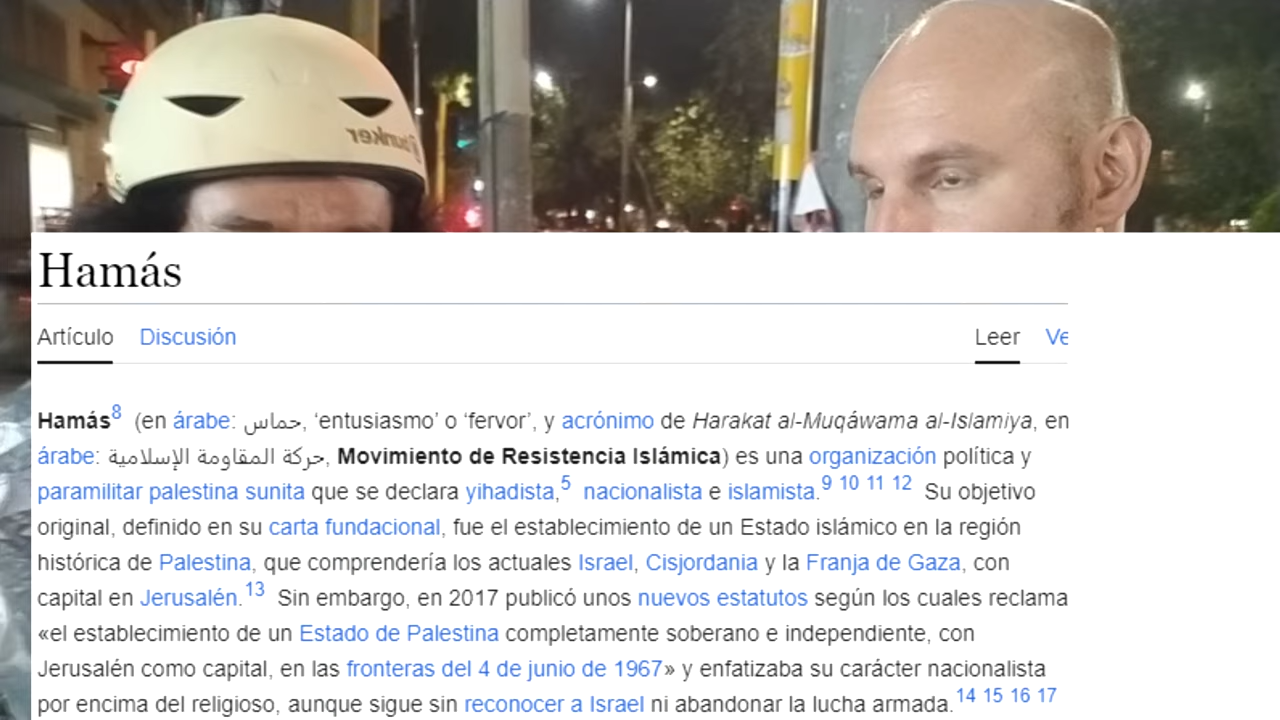 Bunker
Hamás
Artículo Discusión Leer Ve
Hamás8 (en árabe: حماس, ‘entusiasmo’ o ‘fervor’, y acrónimo de Harakat al-Muqáwama al-Islamiya, en
árabe: حركة المقاومة الإسلامية, Movimiento de Resistencia Islámica) es una organización política y
paramilitar palestina sunita que se declara yihadista,5 nacionalista e islamista.9 10 11 12 Su objetivo
original, definido en su carta fundacional, fue el establecimiento de un Estado islámico en la región
histórica de Palestina, que comprendería los actuales Israel, Cisjordania y la Franja de Gaza, con
capital en Jerusalén.13 Sin embargo, en 2017 publicó unos nuevos estatutos según los cuales reclama
«el establecimiento de un Estado de Palestina completamente soberano e independiente, con
Jerusalén como capital, en las fronteras del 4 de junio de 1967» y enfatizaba su carácter nacionalista
por encima del religioso, aunque sigue sin reconocer a Israel ni abandonar la lucha armada.14 15 16 17